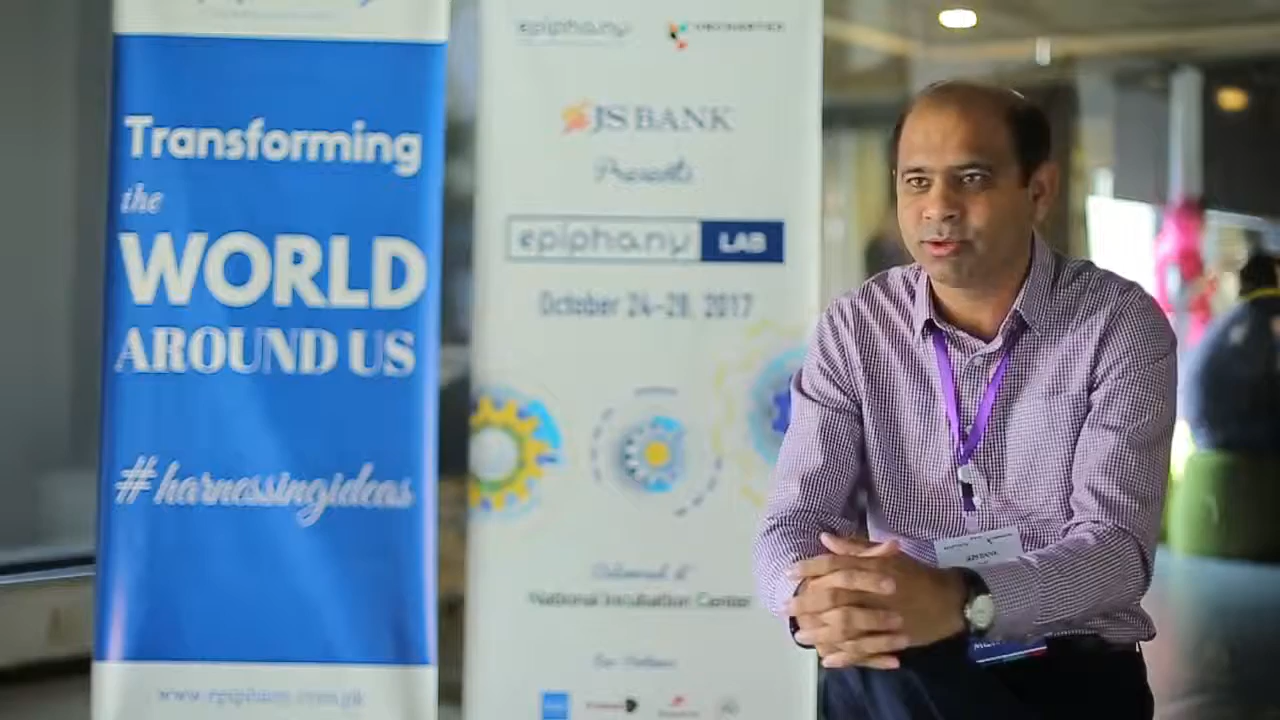 Transforming
the
WORLD
AROUND US
#harnessingideas
www.epiphany.com.pk
epiphany
UNCHARTED
JS BANK
Presents
epiphany LAB
October 24-28, 2017
National Incubation Center